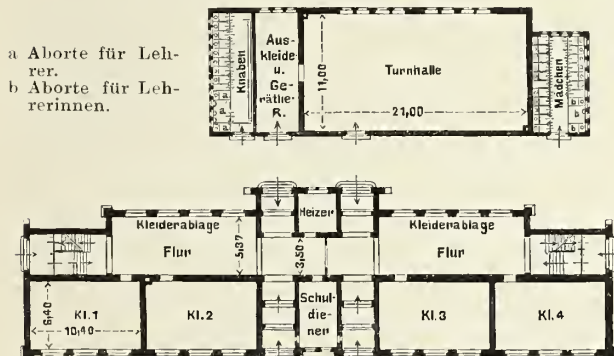 a Aborte für Leh-
rer.
b Aborte für Leh-
rerinnen.
Knaben
Aus-
kleide
u.
Ge-
räthe
R.
11,00
Turnhalle
21,00
Mädchen
a
a
b
b
Heizer
Kleiderablage
Flur
5,37
3,50
Kleiderablage
Flur
6,40
Kl.1
10,40
Kl.2
Schul-
die-
ner
Kl.3
Kl.4